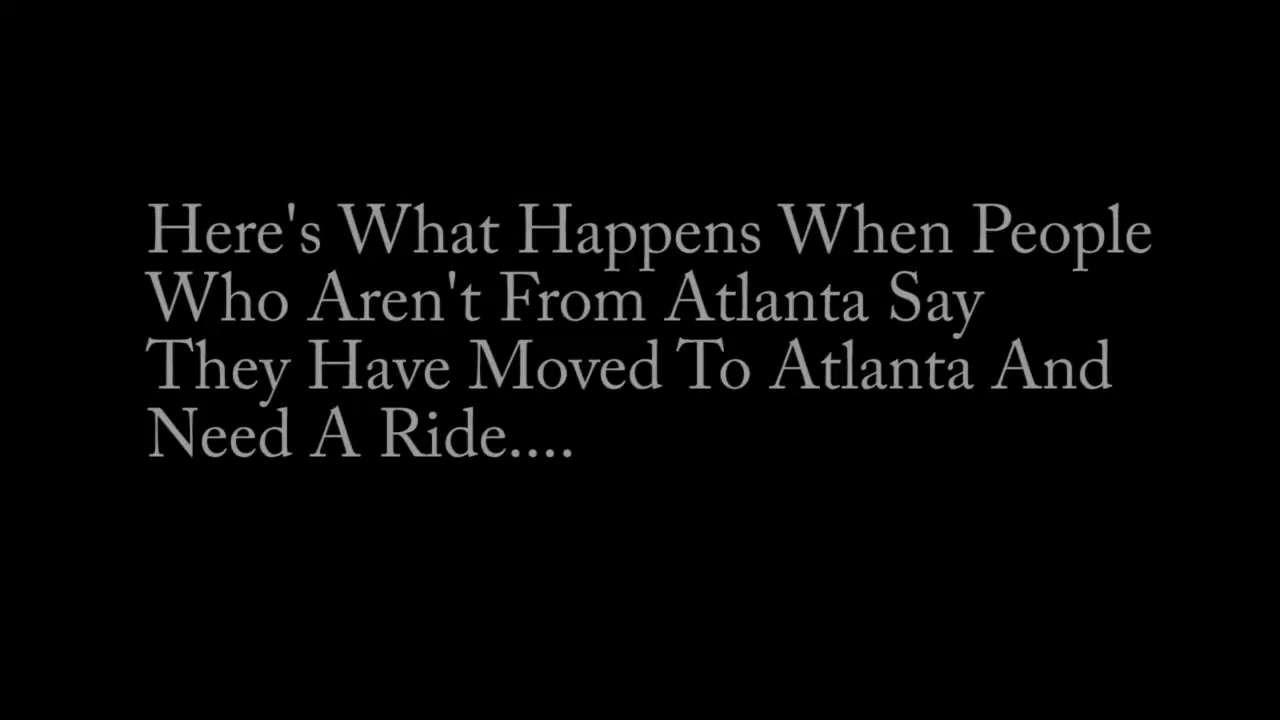 Here's What Happens When People
Who Aren't From Atlanta Say
They Have Moved To Atlanta And
Need A Ride....